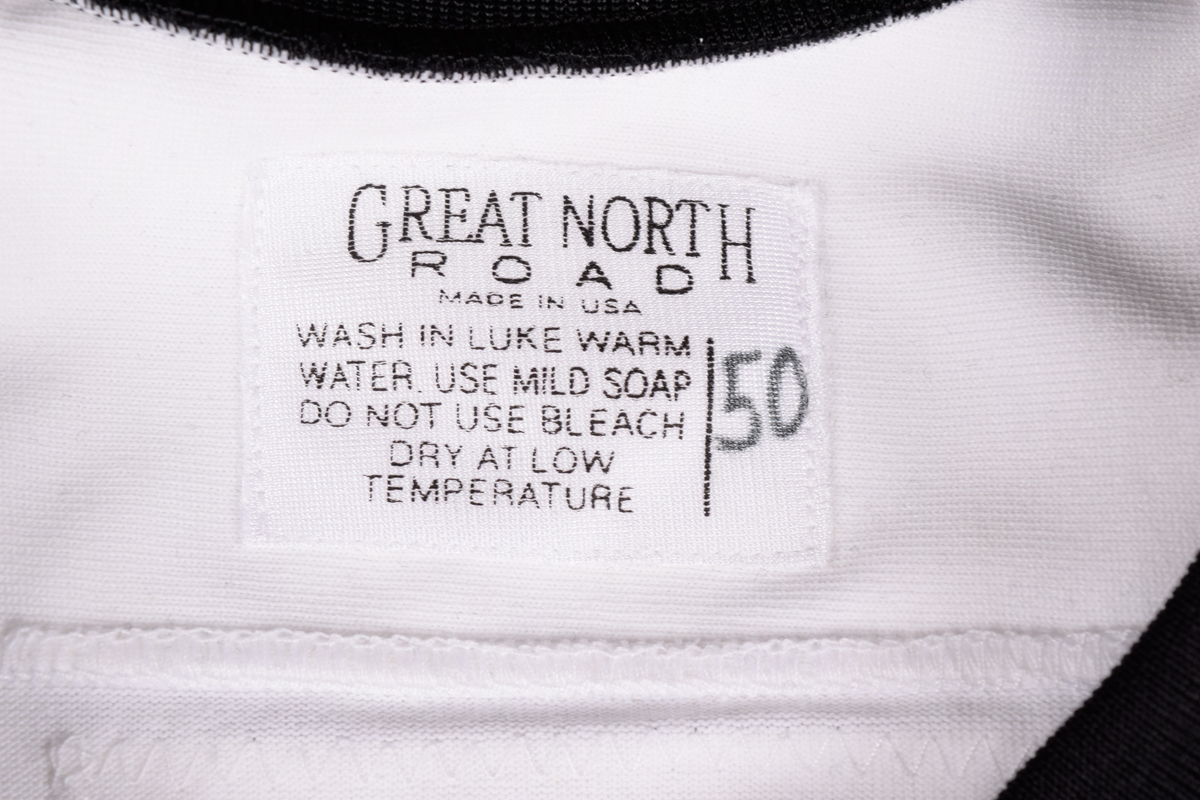 GREAT NORTH
ROAD
MADE IN USA
WASH IN LUKE WARM
WATER. USE MILD SOAP
DO NOT USE BLEACH
DRY AT LOW
TEMPERATURE
50